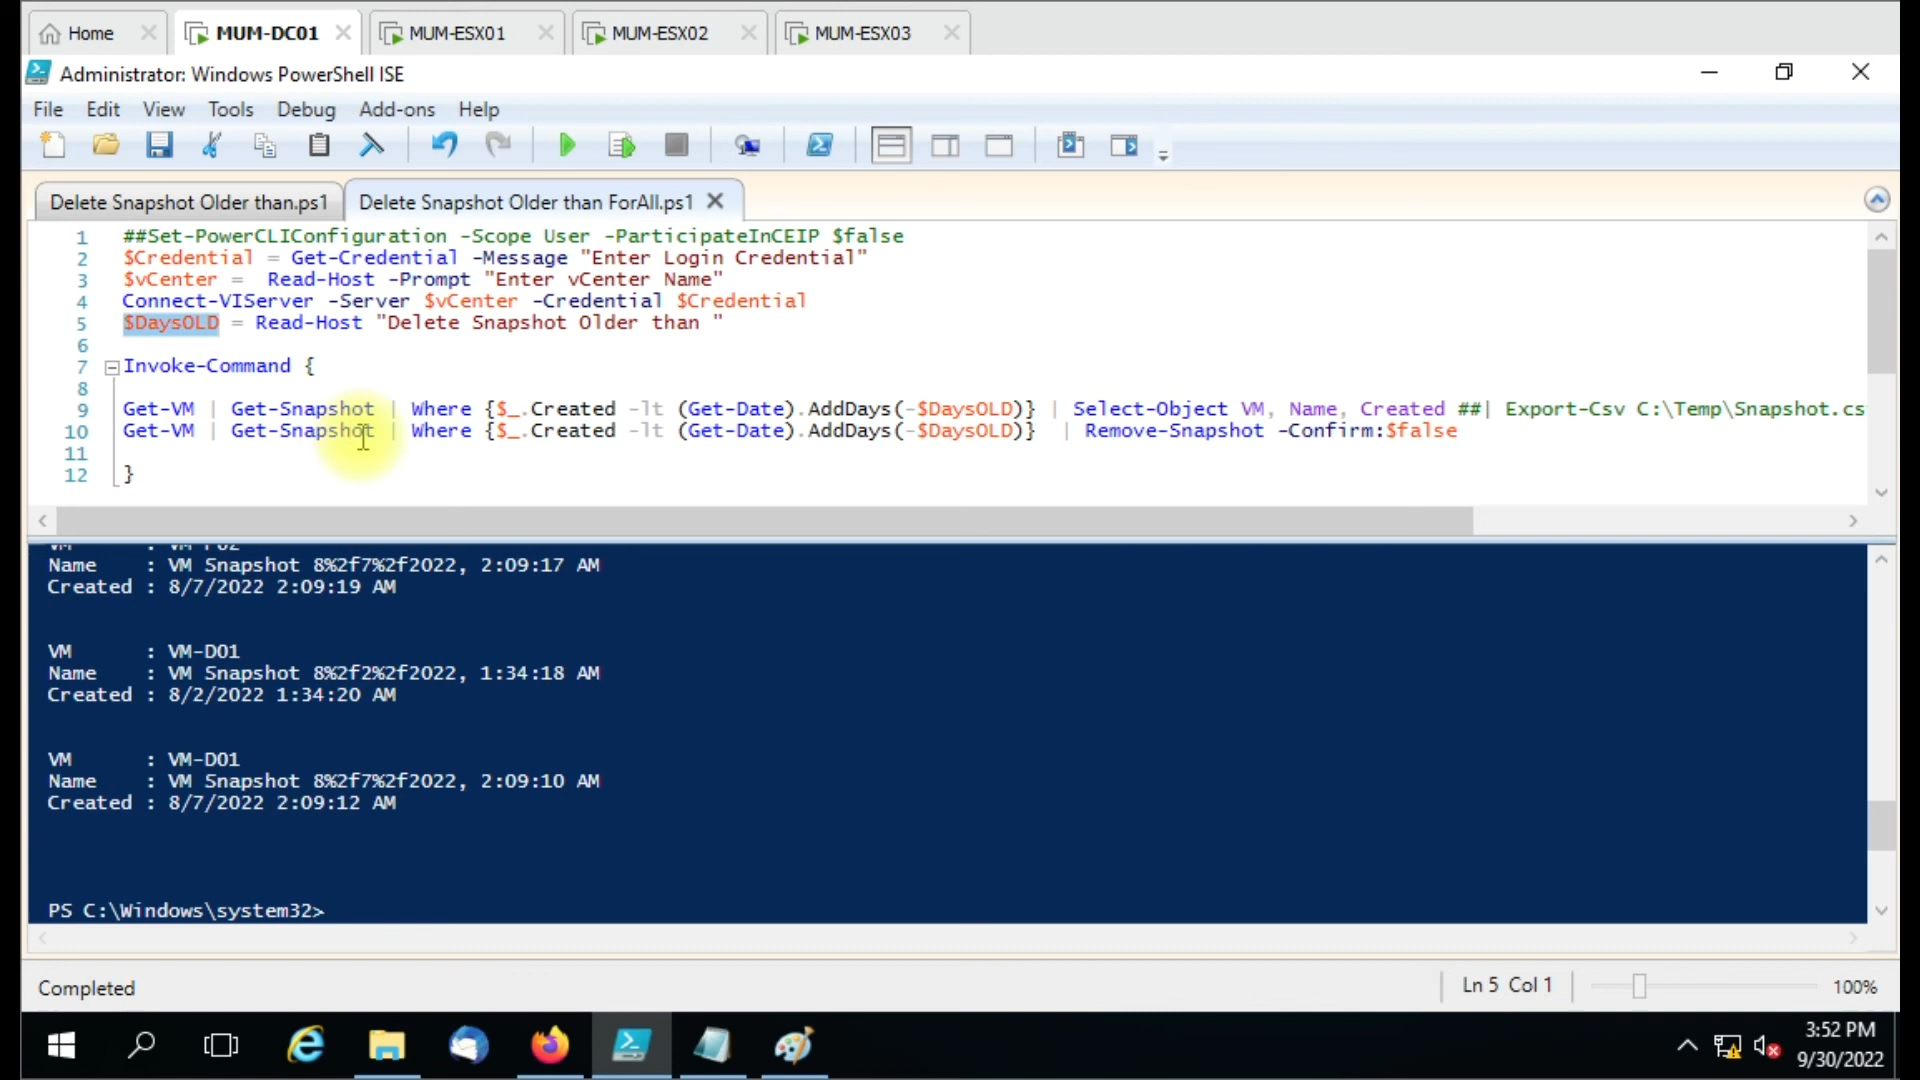 Home
MUM-DC01
MUM-ESX01
MUM-ESX02
MUM-ESX03
Administrator: Windows PowerShell ISE
File Edit View Tools Debug Add-ons Help
Delete Snapshot Older than.ps1
Delete Snapshot Older than ForAll.ps1
1 ##Set-PowerCLIConfiguration -Scope User -ParticipateInCEIP $false
2 $Credential = Get-Credential -Message "Enter Login Credential"
3 $vCenter =  Read-Host -Prompt "Enter vCenter Name"
4 Connect-VIServer -Server $vCenter -Credential $Credential
5 $DaysOLD = Read-Host "Delete Snapshot Older than "
6
7 Invoke-Command {
8
9 Get-VM | Get-Snapshot | Where {$_.Created -lt (Get-Date).AddDays(-$DaysOLD)} | Select-Object VM, Name, Created ##| Export-Csv C:\Temp\Snapshot.cs
10 Get-VM | Get-Snapshot | Where {$_.Created -lt (Get-Date).AddDays(-$DaysOLD)}  | Remove-Snapshot -Confirm:$false
11
12 }
Name    : VM Snapshot 8%2f7%2f2022, 2:09:17 AM
Created : 8/7/2022 2:09:19 AM
VM      : VM-D01
Name    : VM Snapshot 8%2f2%2f2022, 1:34:18 AM
Created : 8/2/2022 1:34:20 AM
VM      : VM-D01
Name    : VM Snapshot 8%2f7%2f2022, 2:09:10 AM
Created : 8/7/2022 2:09:12 AM
PS C:\Windows\system32>
Completed
Ln 5 Col 1
100%
3:52 PM
9/30/2022